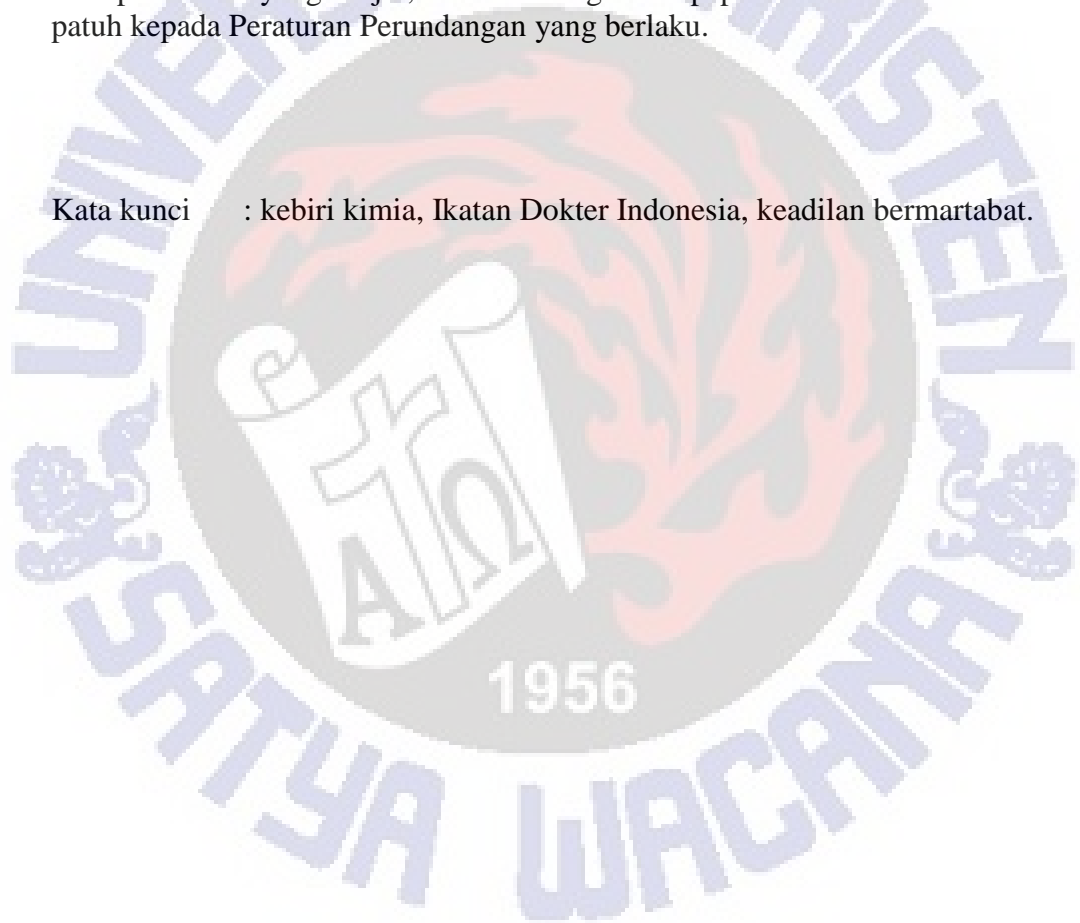 patuh kepada Peraturan Perundangan yang berlaku.
Kata kunci : kebiri kimia, Ikatan Dokter Indonesia, keadilan bermartabat.
UNIVERSITAS KRISTEN
1956
SATYA WACANA